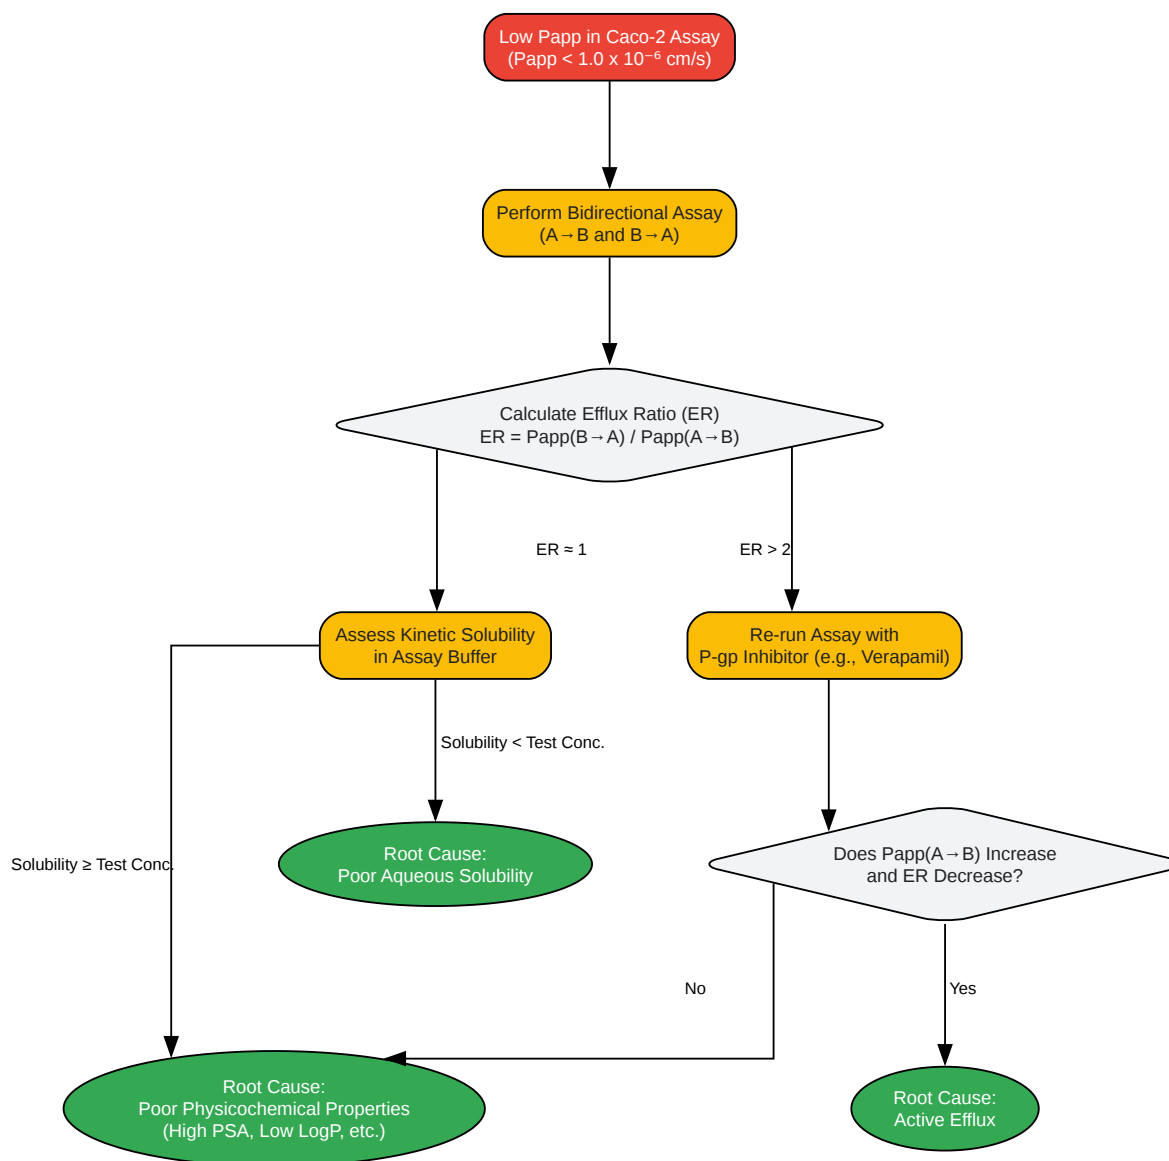 Low Papp in Caco-2 Assay
(Papp < 1.0 x 10⁻⁶ cm/s)
Perform Bidirectional Assay
(A→B and B→A)
Calculate Efflux Ratio (ER)
ER = Papp(B→A) / Papp(A→B)
ER ≈ 1
ER > 2
Assess Kinetic Solubility
in Assay Buffer
Re-run Assay with
P-gp Inhibitor (e.g., Verapamil)
Solubility < Test Conc.
Solubility ≥ Test Conc.
Root Cause:
Poor Aqueous Solubility
Does Papp(A→B) Increase
and ER Decrease?
No
Yes
Root Cause:
Poor Physicochemical Properties
(High PSA, Low LogP, etc.)
Root Cause:
Active Efflux